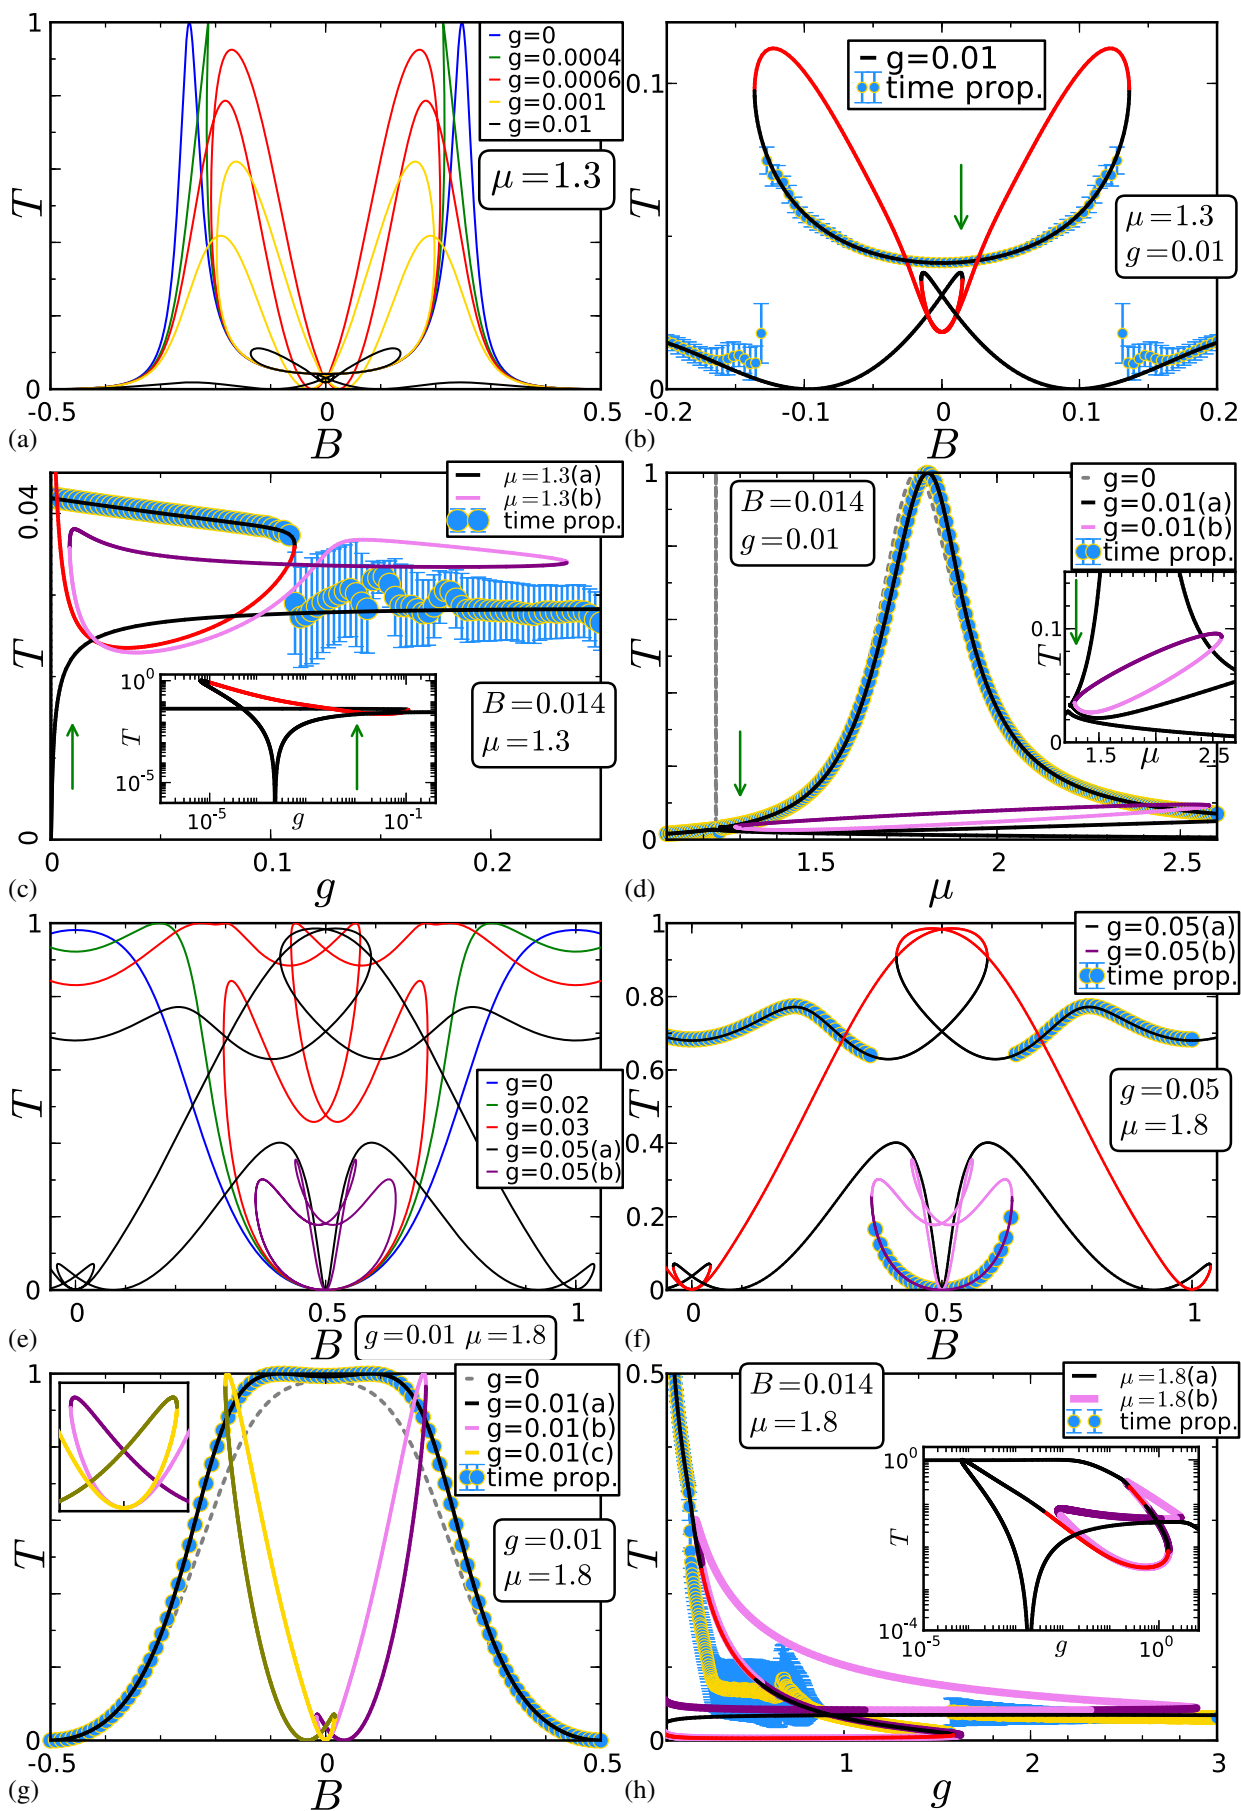 1
T
0
-0.5
0
0.5
B
(a)
g=0
g=0.0004
g=0.0006
g=0.001
g=0.01
μ=1.3
0.1
T
0
-0.2
-0.1
0
0.1
0.2
B
(b)
g=0.01
time prop.
μ=1.3
g=0.01
0.04
T
0
0
0.1
0.2
g
(c)
μ=1.3(a)
μ=1.3(b)
time prop.
B=0.014
μ=1.3
10⁰
T
10⁻⁵
10⁻⁵
g
10⁻¹
1
T
0
1.5
2
2.5
μ
(d)
B=0.014
g=0.01
g=0
g=0.01(a)
g=0.01(b)
time prop.
0.1
T
0
1.5
μ
2.5
1
T
0
0
0.5
1
B
(e)
g=0
g=0.02
g=0.03
g=0.05(a)
g=0.05(b)
1
0.8
0.6
T
0.4
0.2
0
0
0.5
1
B
(f)
g=0.05(a)
g=0.05(b)
time prop.
g=0.05
μ=1.8
g=0.01 μ=1.8
1
T
0
-0.5
0
0.5
B
(g)
g=0
g=0.01(a)
g=0.01(b)
g=0.01(c)
time prop.
g=0.01
μ=1.8
0.5
T
0
1
2
3
g
(h)
B=0.014
μ=1.8
μ=1.8(a)
μ=1.8(b)
time prop.
10⁰
T
10⁻⁴
10⁻⁵
g
10⁰